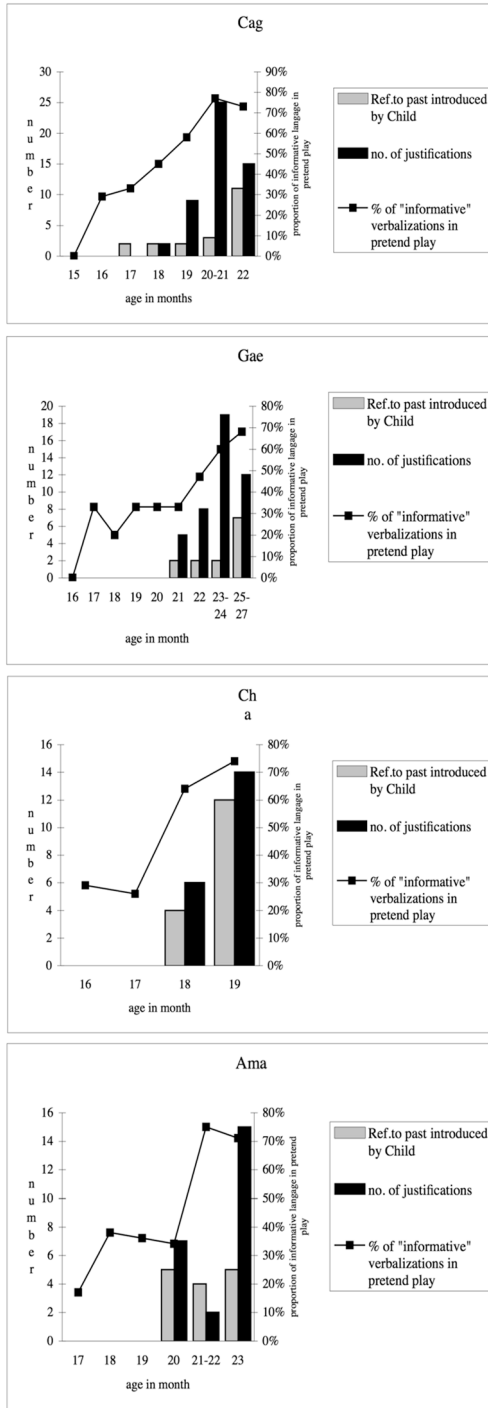 Cag
30
25
20
15
10
5
0
number
90%
80%
70%
60%
50%
40%
30%
20%
10%
0%
proportion of informative langage in
pretend play
15 16 17 18 19 20-21 22
age in months
Ref.to past introduced
by Child
no. of justifications
% of "informative"
verbalizations in
pretend play
Gae
20
18
16
14
12
10
8
6
4
2
0
number
80%
70%
60%
50%
40%
30%
20%
10%
0%
proportion of informative langage in
pretend play
16 17 18 19 20 21 22 23- 25-
24 27
age in month
Ref.to past introduced
by Child
no. of justifications
% of "informative"
verbalizations in
pretend play
Ch
a
16
14
12
10
8
6
4
2
0
number
80%
70%
60%
50%
40%
30%
20%
10%
0%
proportion of informative langage in
pretend play
16 17 18 19
age in month
Ref.to past introduced
by Child
no. of justifications
% of "informative"
verbalizations in
pretend play
Ama
16
14
12
10
8
6
4
2
0
number
80%
70%
60%
50%
40%
30%
20%
10%
0%
proportion of informative langage in pretend
play
17 18 19 20 21-22 23
age in month
Ref.to past introduced
by Child
no. of justifications
% of "informative"
verbalizations in
pretend play